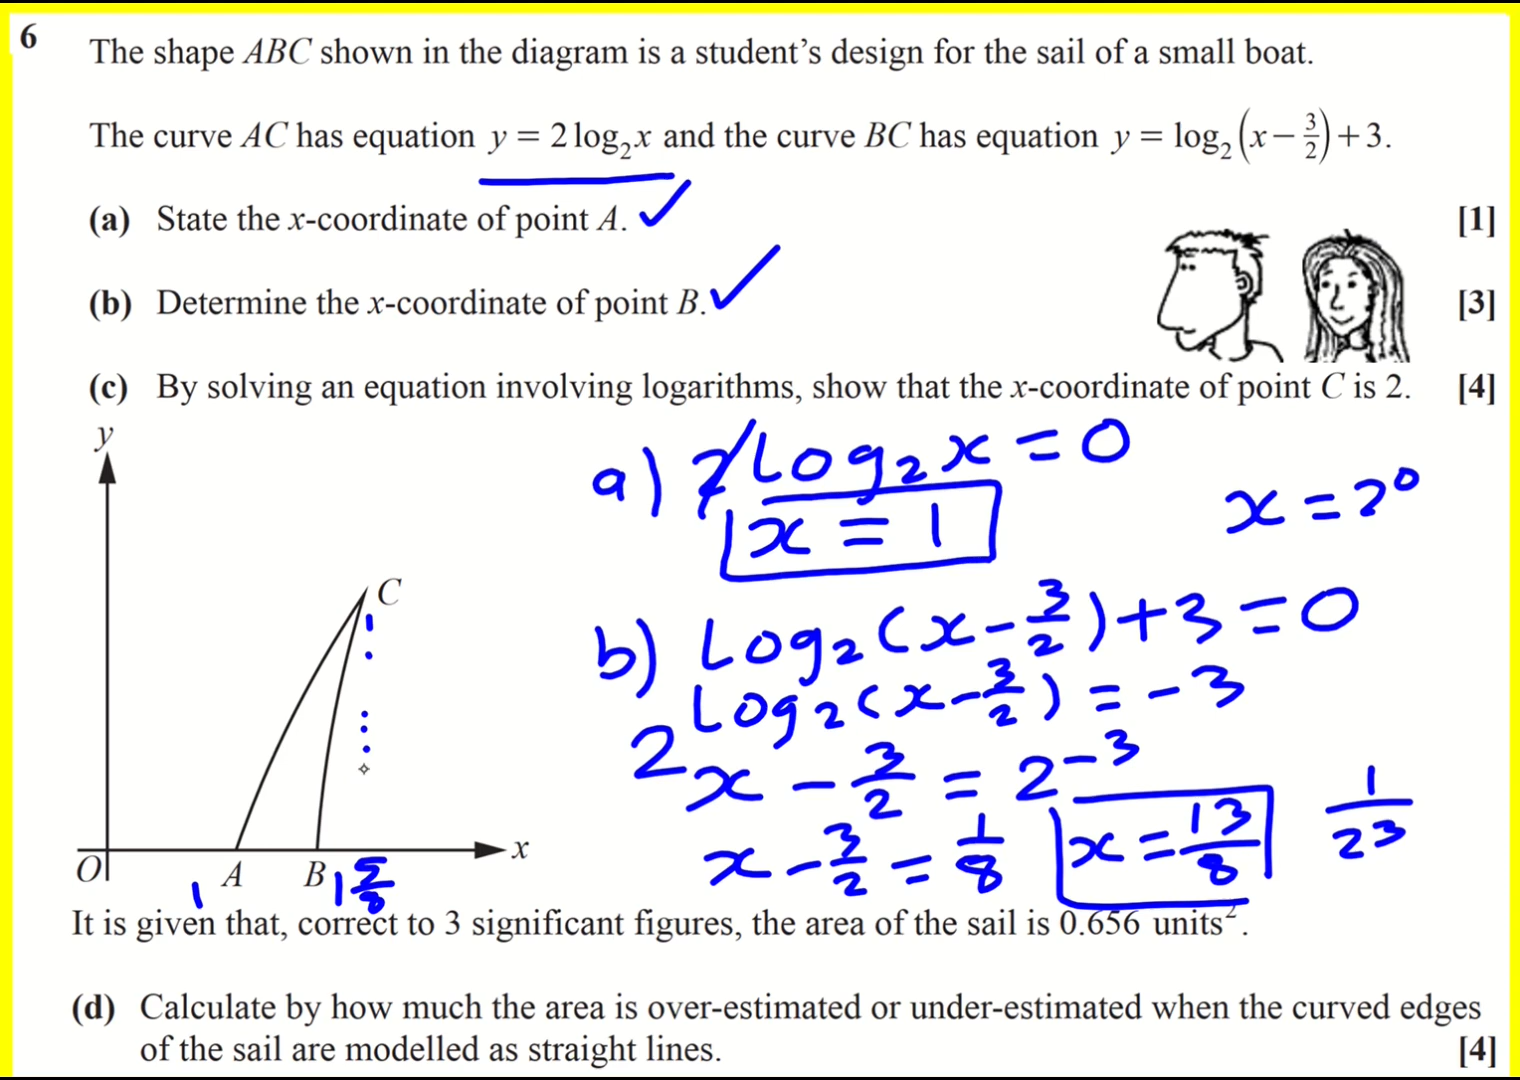 6
The shape ABC shown in the diagram is a student's design for the sail of a small boat.
The curve AC has equation y = 2 log₂x and the curve BC has equation y = log₂(x − 3/2) + 3.
(a) State the x-coordinate of point A. ✓ [1]
(b) Determine the x-coordinate of point B. ✓ [3]
(c) By solving an equation involving logarithms, show that the x-coordinate of point C is 2. [4]
y
C
O
A
B
x
1
1 5/8
a) 2 log₂ x = 0
x = 2⁰
x = 1
b) log₂(x − 3/2) + 3 = 0
log₂(x − 3/2) = −3
2
x − 3/2 = 2⁻³
x − 3/2 = 1/8
x = 13/8
1/2³
It is given that, correct to 3 significant figures, the area of the sail is 0.656 units².
(d) Calculate by how much the area is over-estimated or under-estimated when the curved edges
of the sail are modelled as straight lines. [4]